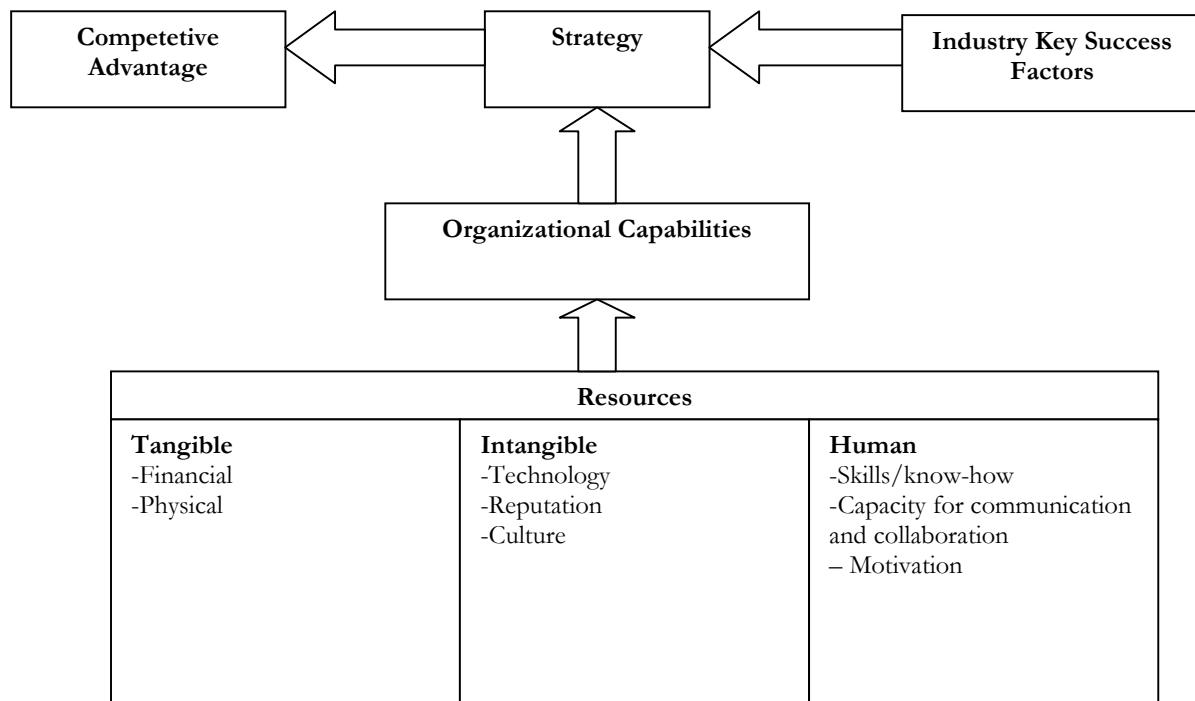 Competetive
Advantage
Strategy
Industry Key Success
Factors
Organizational Capabilities
Resources
Tangible
-Financial
-Physical
Intangible
-Technology
-Reputation
-Culture
Human
-Skills/know-how
-Capacity for communication
and collaboration
– Motivation